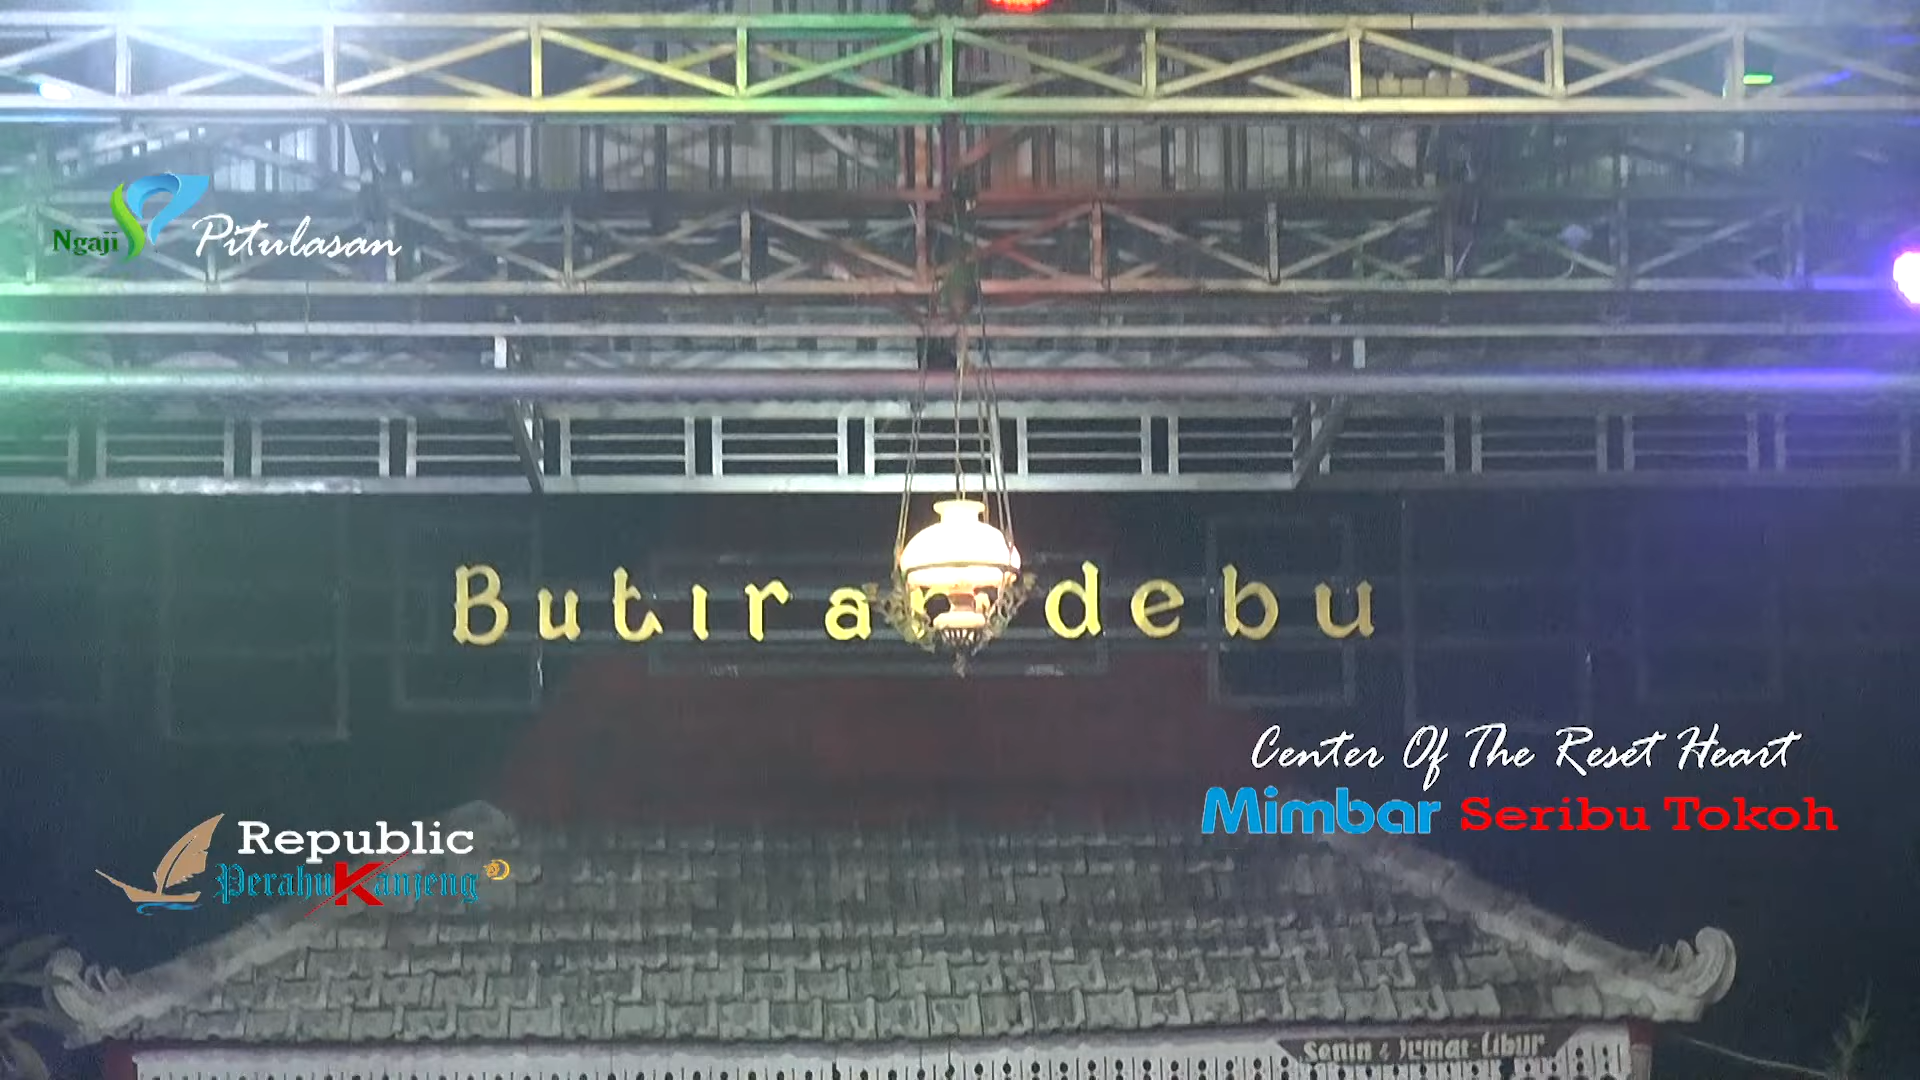 Ngaji Pitulasan
Butiran debu
Center Of The Reset Heart
Mimbar Seribu Tokoh
Republic
PerahuKanjeng
Senin & Jumat-Libur